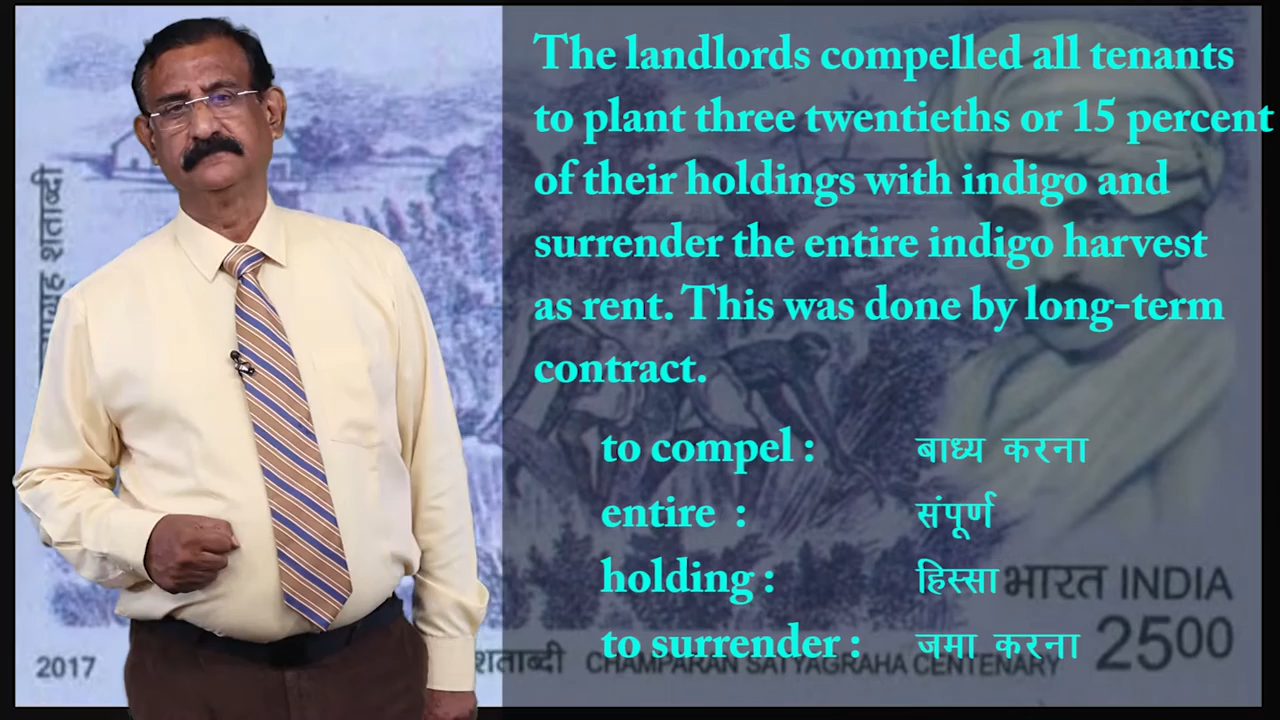 The landlords compelled all tenants
to plant three twentieths or 15 percent
of their holdings with indigo and
surrender the entire indigo harvest
as rent. This was done by long-term
contract.
to compel : बाध्य करना
entire : संपूर्ण
holding : हिस्सा
to surrender : जमा करना
भारत INDIA
2500
2017
शताब्दी CHAMPARAN SATYAGRAHA CENTENARY
शताब्दी